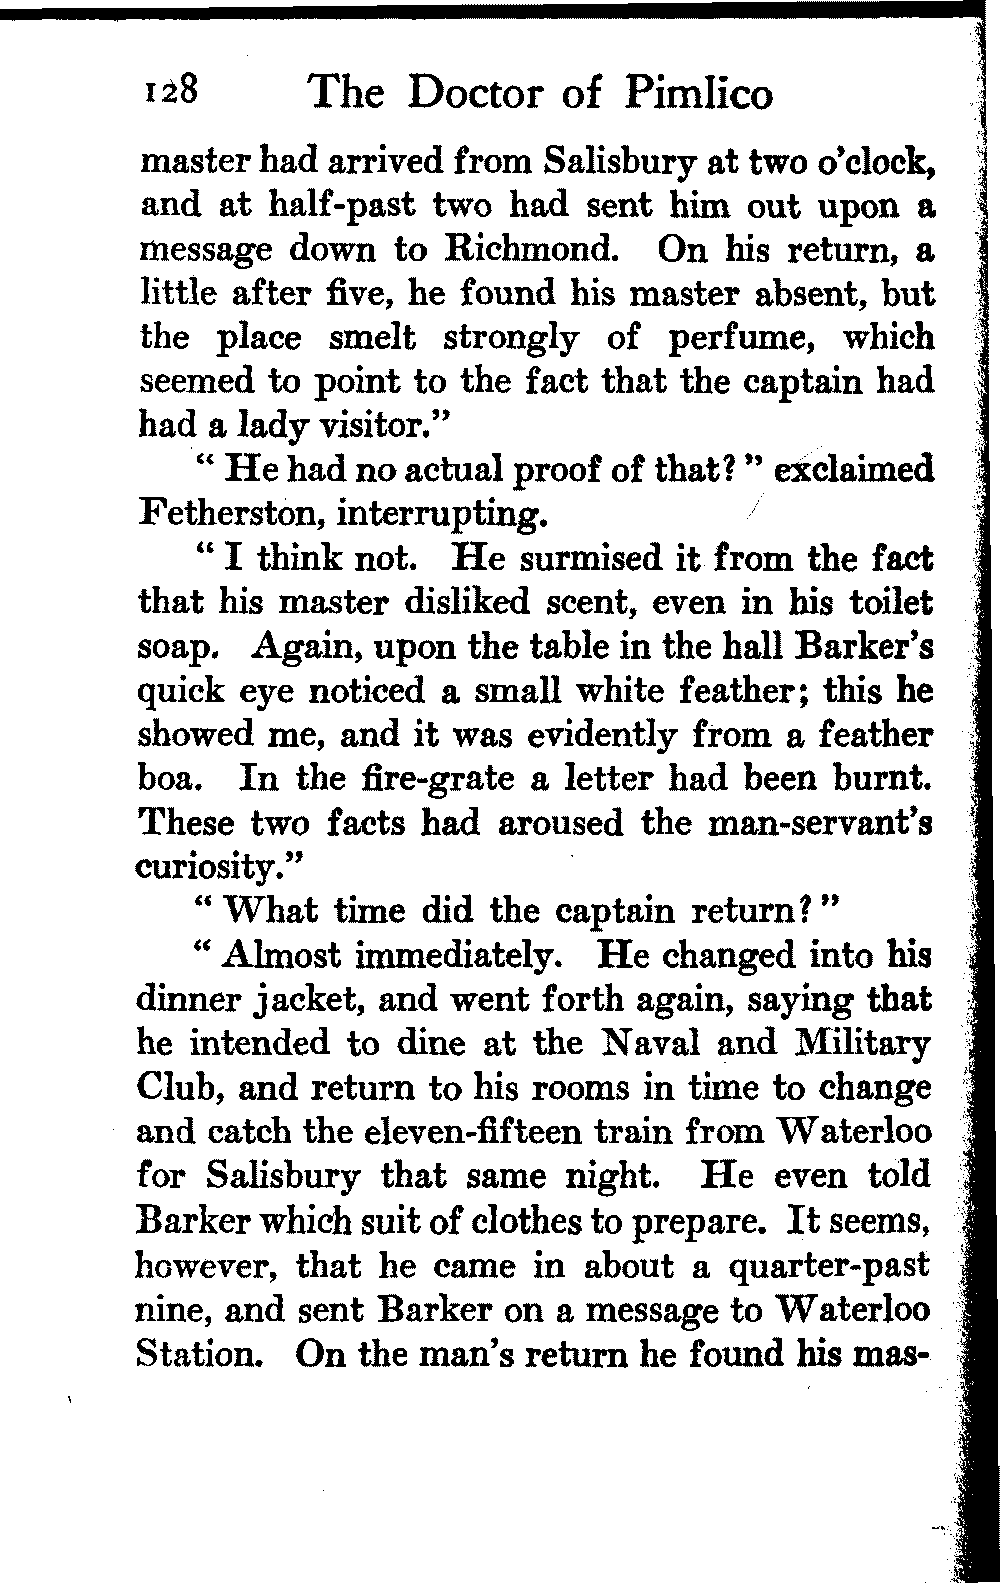 128 The Doctor of Pimlico
master had arrived from Salisbury at two o'clock,
and at half-past two had sent him out upon a
message down to Richmond. On his return, a
little after five, he found his master absent, but
the place smelt strongly of perfume, which
seemed to point to the fact that the captain had
had a lady visitor."
" He had no actual proof of that? " exclaimed
Fetherston, interrupting.
" I think not. He surmised it from the fact
that his master disliked scent, even in his toilet
soap. Again, upon the table in the hall Barker's
quick eye noticed a small white feather; this he
showed me, and it was evidently from a feather
boa. In the fire-grate a letter had been burnt.
These two facts had aroused the man-servant's
curiosity."
" What time did the captain return? "
" Almost immediately. He changed into his
dinner jacket, and went forth again, saying that
he intended to dine at the Naval and Military
Club, and return to his rooms in time to change
and catch the eleven-fifteen train from Waterloo
for Salisbury that same night. He even told
Barker which suit of clothes to prepare. It seems,
however, that he came in about a quarter-past
nine, and sent Barker on a message to Waterloo
Station. On the man's return he found his mas-